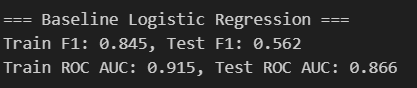 === Baseline Logistic Regression ===
Train F1: 0.845, Test F1: 0.562
Train ROC AUC: 0.915, Test ROC AUC: 0.866